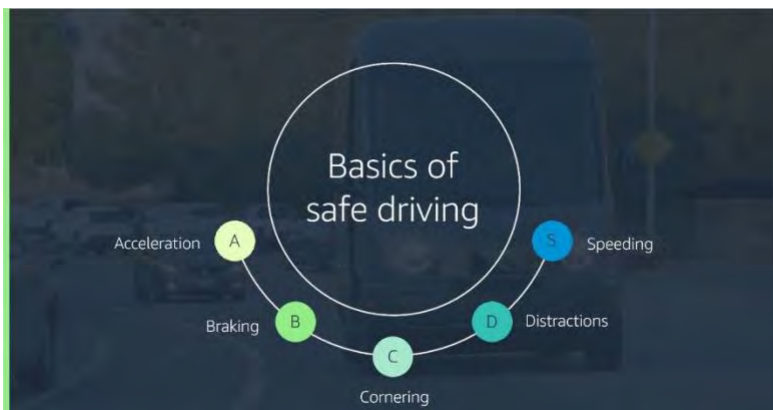 Basics of
safe driving
Acceleration A
Braking B
C
Cornering
D Distractions
S Speeding